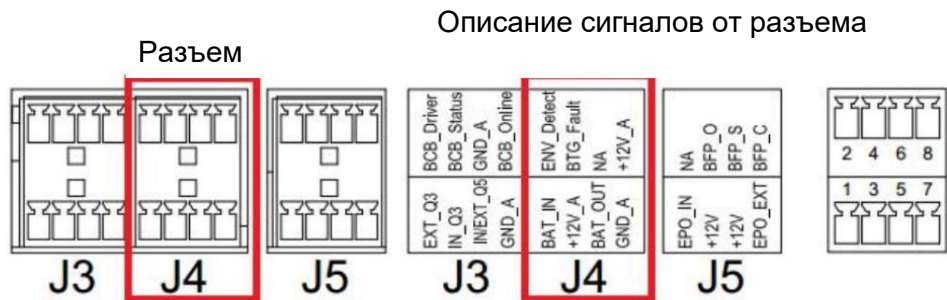 Описание сигналов от разъема
Разъем
BCB_Driver
BCB_Status
GND_A
BCB_Online
ENV_Detect
BTG_Fault
NA
+12V_A
NA
BFP_O
BFP_S
BFP_C
2 4 6 8
EXT_Q3
IN_Q3
IN/EXT_Q5
GND_A
BAT_IN
+12V_A
BAT_OUT
GND_A
EPO_IN
+12V
+12V
EPO_EXT
1 3 5 7
J3 J4 J5 J3 J4 J5